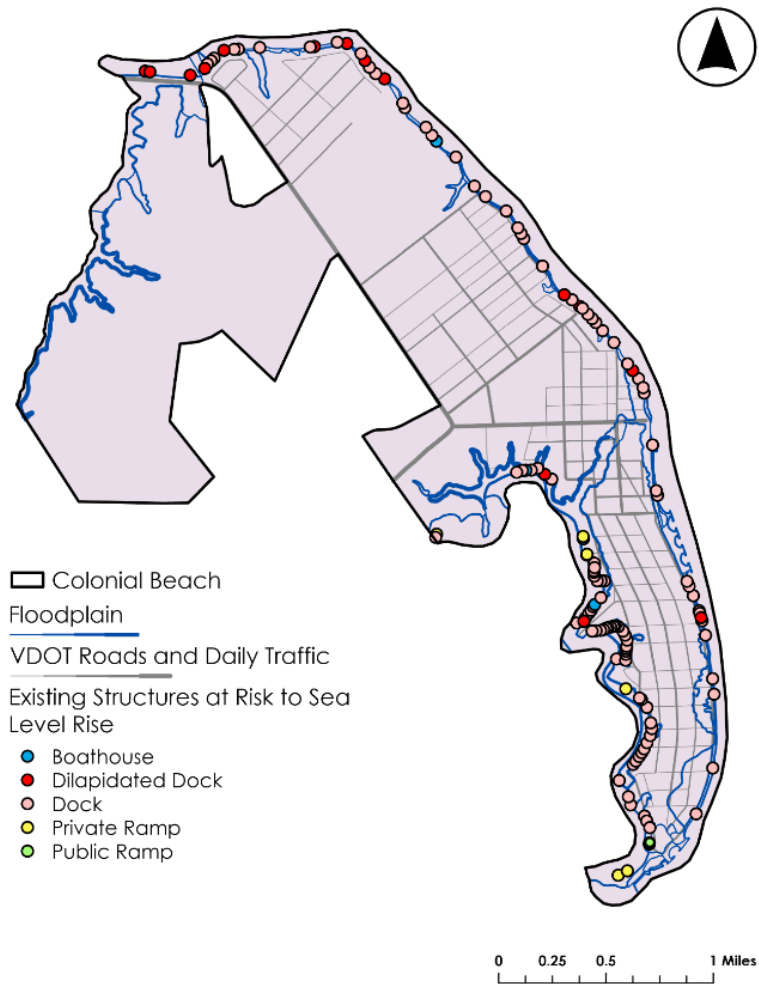 Colonial Beach
Floodplain
VDOT Roads and Daily Traffic
Existing Structures at Risk to Sea
Level Rise
Boathouse
Dilapidated Dock
Dock
Private Ramp
Public Ramp
0 0.25 0.5 1 Miles